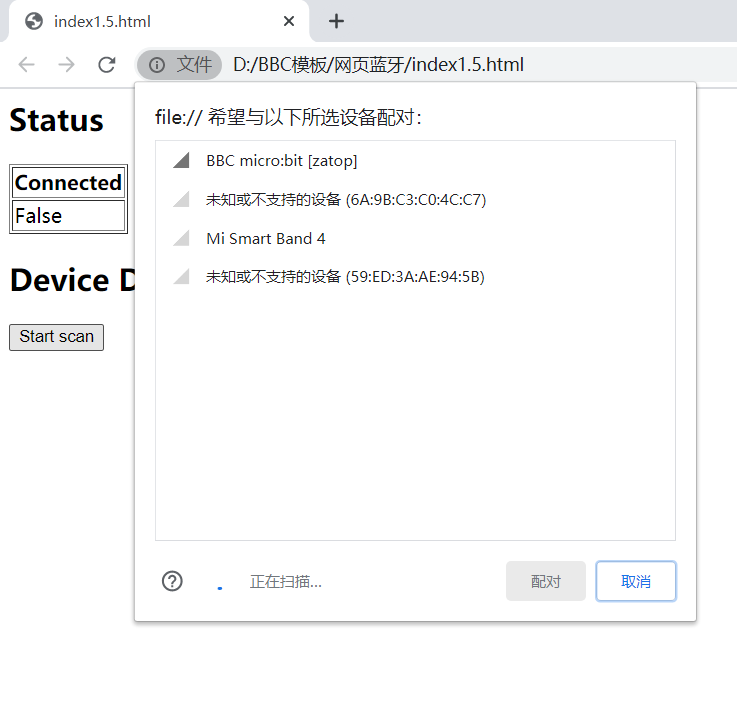 index1.5.html
文件 D:/BBC模板/网页蓝牙/index1.5.html
file:// 希望与以下所选设备配对：
Status
BBC micro:bit [zatop]
Connected
未知或不支持的设备 (6A:9B:C3:C0:4C:C7)
False
Mi Smart Band 4
Device D
未知或不支持的设备 (59:ED:3A:AE:94:5B)
Start scan
正在扫描...
配对
取消